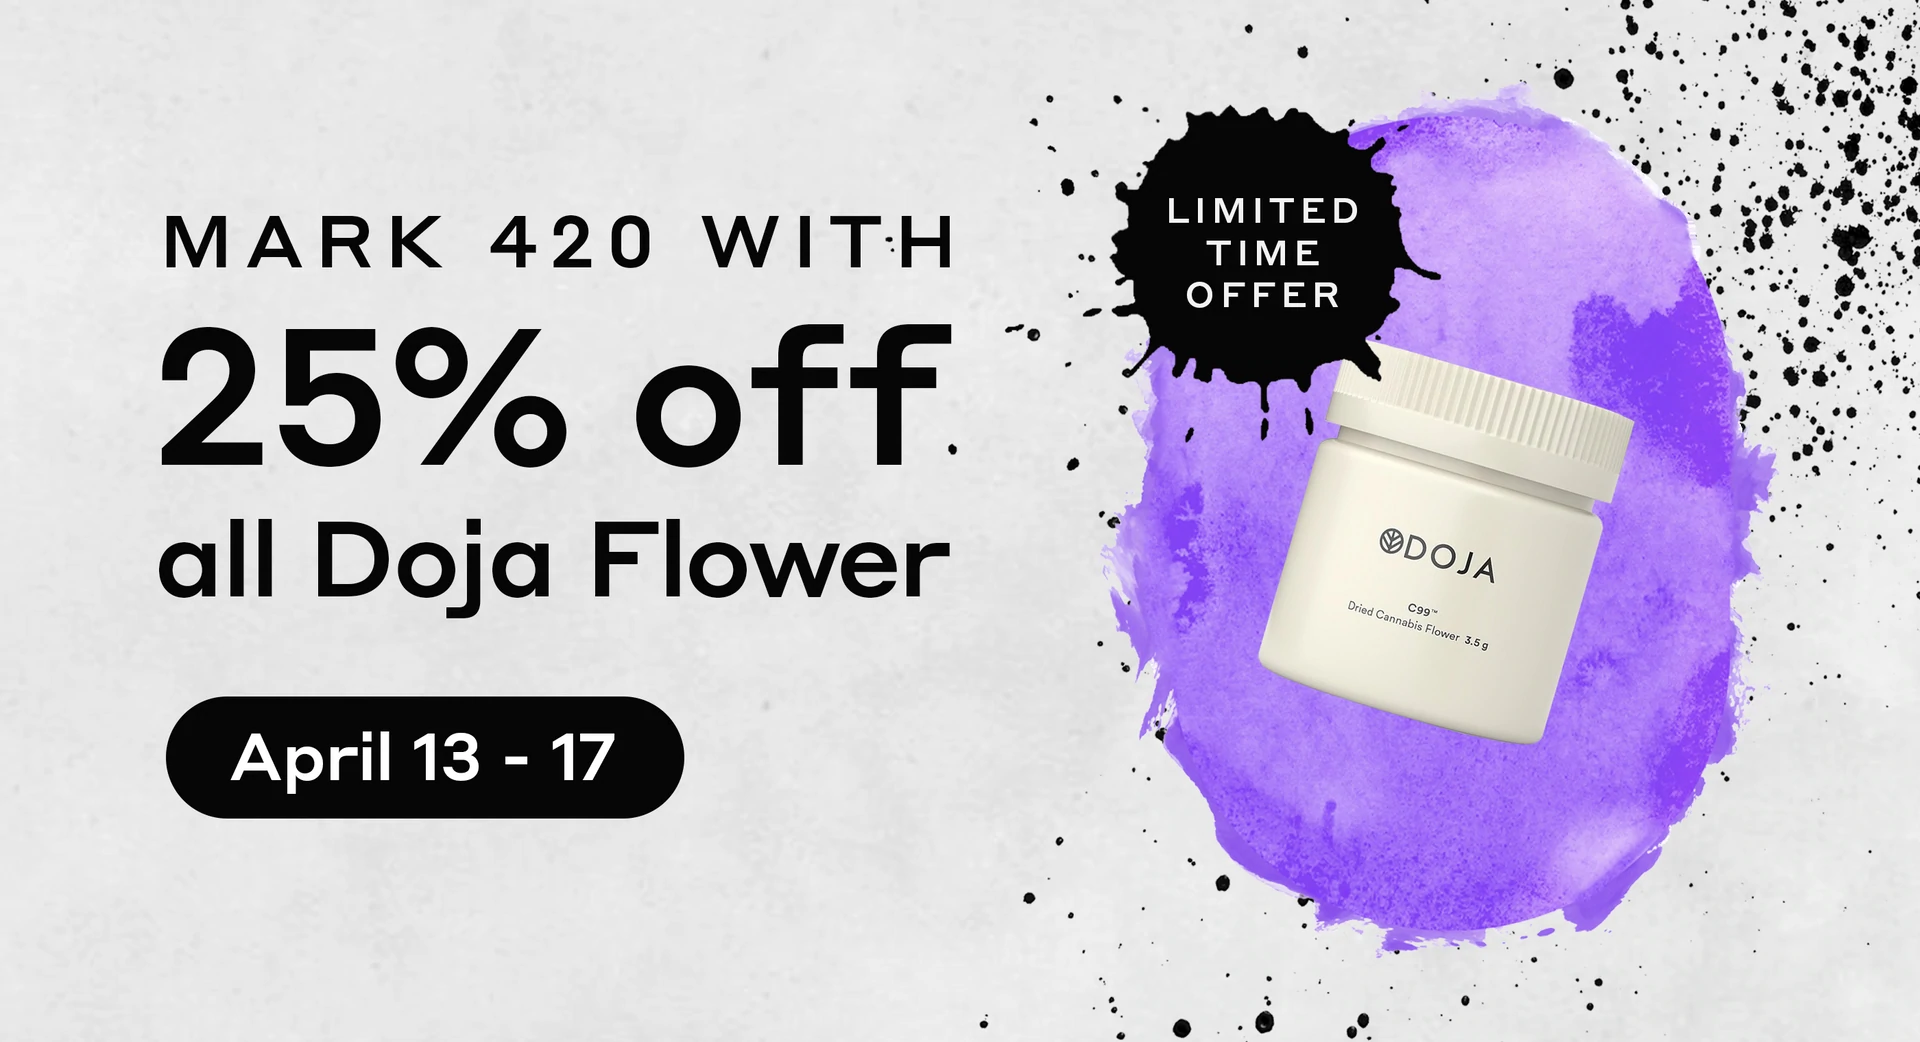 MARK 420 WITH
25% off
all Doja Flower
April 13 - 17
LIMITED
TIME
OFFER
DOJA
C99™
Dried Cannabis Flower 3.5 g